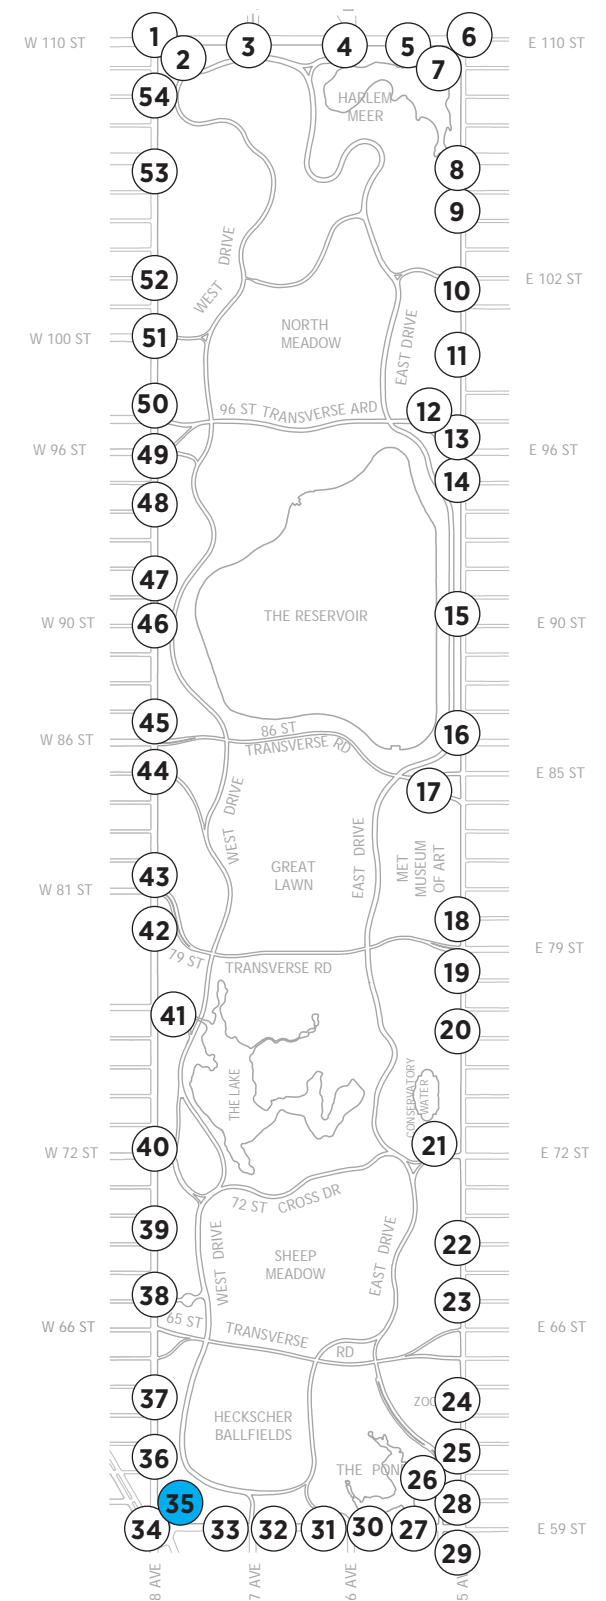 1
2
3
4
5
6
7
W 110 ST
E 110 ST
54
HARLEM
MEER
53
8
9
WEST DRIVE
52
10
E 102 ST
W 100 ST
51
NORTH
MEADOW
EAST DRIVE
11
50
96 ST TRANSVERSE ARD
12
13
W 96 ST
49
E 96 ST
14
48
47
W 90 ST
46
THE RESERVOIR
15
E 90 ST
45
86 ST
TRANSVERSE RD
16
W 86 ST
44
E 85 ST
17
WEST DRIVE
EAST DRIVE
MET
MUSEUM
OF ART
GREAT
LAWN
43
W 81 ST
42
18
79 ST
TRANSVERSE RD
E 79 ST
19
41
20
THE LAKE
CONSERVATORY
WATER
W 72 ST
40
21
E 72 ST
72 ST CROSS DR
39
WEST DRIVE
SHEEP
MEADOW
EAST DRIVE
22
38
23
W 66 ST
65 ST
TRANSVERSE
RD
E 66 ST
37
HECKSCHER
BALLFIELDS
ZOO
24
36
25
THE PON
26
35
28
34
33
32
31
30
27
E 59 ST
29
8 AVE
7 AVE
6 AVE
5 AV